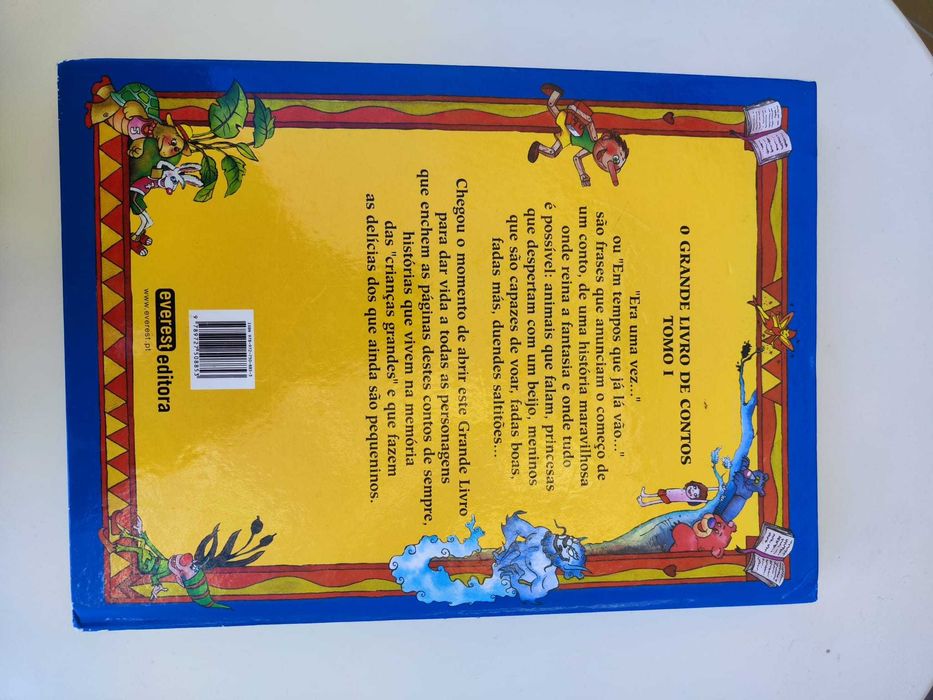 O GRANDE LIVRO DE CONTOS
TOMO I
"Era uma vez..."
ou "Em tempos que já lá vão..."
são frases que anunciam o começo de
um conto, de uma história maravilhosa
onde reina a fantasia e onde tudo
é possível: animais que falam, princesas
que despertam com um beijo, meninos
que são capazes de voar, fadas boas,
fadas más, duendes saltitões...
Chegou o momento de abrir este Grande Livro
para dar vida a todas as personagens
que enchem as páginas destes contos de sempre,
histórias que vivem na memória
das "crianças grandes" e que fazem
as delícias dos que ainda são pequeninos.
9 789727 508853
everest editora
www.everest.pt